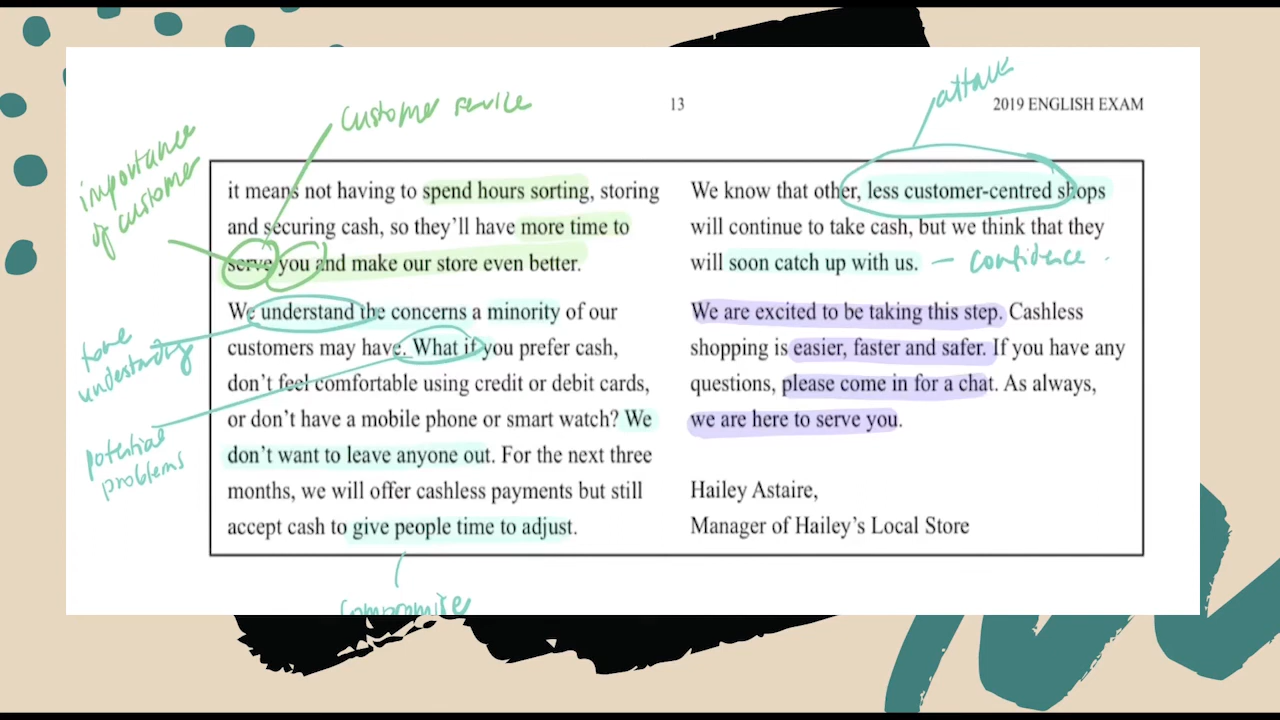 customer service
13
2019 ENGLISH EXAM
attack
importance
of customer
it means not having to spend hours sorting, storing
and securing cash, so they'll have more time to
serve you and make our store even better.
We understand the concerns a minority of our
customers may have. What if you prefer cash,
don't feel comfortable using credit or debit cards,
or don't have a mobile phone or smart watch? We
don't want to leave anyone out. For the next three
months, we will offer cashless payments but still
accept cash to give people time to adjust.
tone
understanding
potential
problems
compromise
We know that other, less customer-centred shops
will continue to take cash, but we think that they
will soon catch up with us. – confidence.
We are excited to be taking this step. Cashless
shopping is easier, faster and safer. If you have any
questions, please come in for a chat. As always,
we are here to serve you.
Hailey Astaire,
Manager of Hailey's Local Store